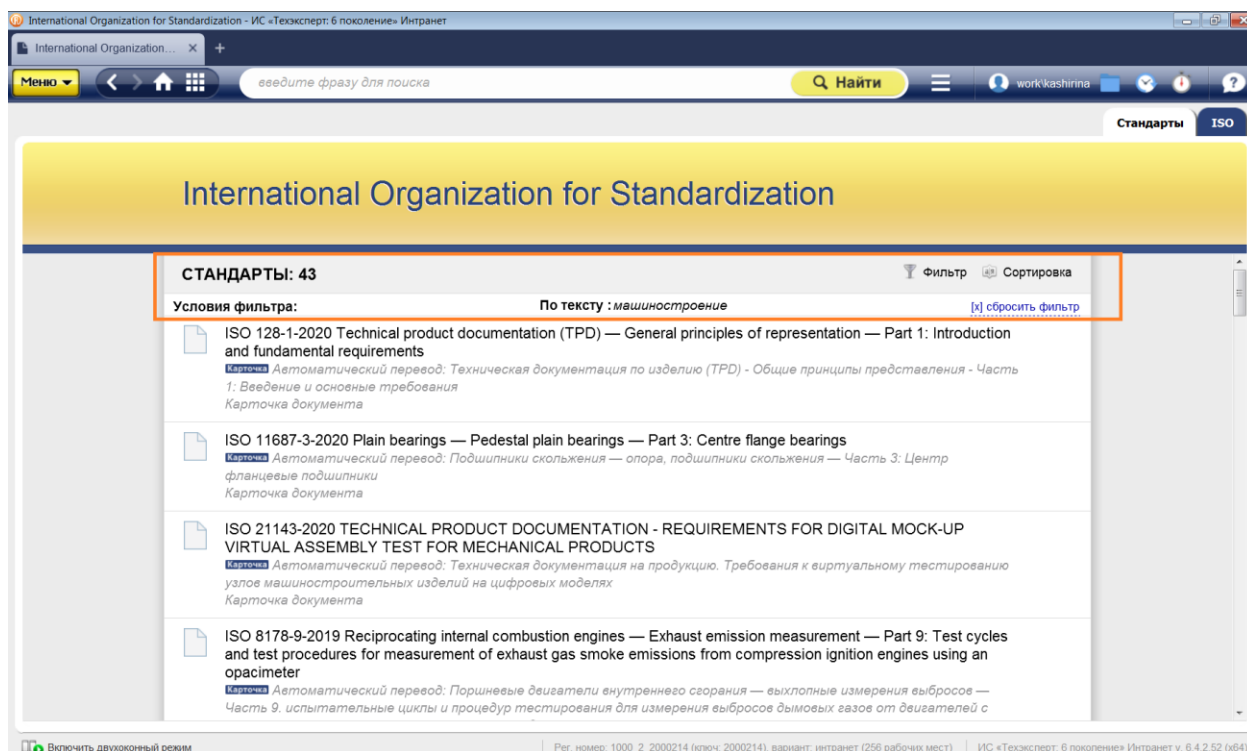 International Organization for Standardization - ИС «Техэксперт: 6 поколение» Интранет
International Organization...
Меню
введите фразу для поиска
Найти
work\kashirina
Стандарты
ISO
International Organization for Standardization
СТАНДАРТЫ: 43
Фильтр
Сортировка
Условия фильтра:
По тексту : машиностроение
[x] сбросить фильтр
ISO 128-1-2020 Technical product documentation (TPD) — General principles of representation — Part 1: Introduction
and fundamental requirements
Карточка Автоматический перевод: Техническая документация по изделию (TPD) - Общие принципы представления - Часть
1: Введение и основные требования
Карточка документа
ISO 11687-3-2020 Plain bearings — Pedestal plain bearings — Part 3: Centre flange bearings
Карточка Автоматический перевод: Подшипники скольжения — опора, подшипники скольжения — Часть 3: Центр
фланцевые подшипники
Карточка документа
ISO 21143-2020 TECHNICAL PRODUCT DOCUMENTATION - REQUIREMENTS FOR DIGITAL MOCK-UP
VIRTUAL ASSEMBLY TEST FOR MECHANICAL PRODUCTS
Карточка Автоматический перевод: Техническая документация на продукцию. Требования к виртуальному тестированию
узлов машиностроительных изделий на цифровых моделях
Карточка документа
ISO 8178-9-2019 Reciprocating internal combustion engines — Exhaust emission measurement — Part 9: Test cycles
and test procedures for measurement of exhaust gas smoke emissions from compression ignition engines using an
opacimeter
Карточка Автоматический перевод: Поршневые двигатели внутреннего сгорания — выхлопные измерения выбросов —
Часть 9. испытательные циклы и процедур тестирования для измерения выбросов дымовых газов от двигателей с
Включить двухоконный режим
Рег. номер: 1000_2_2000214 (ключ: 2000214), вариант: интранет (256 рабочих мест)
ИС «Техэксперт: 6 поколение» Интранет v. 6.4.2.52 (x64)